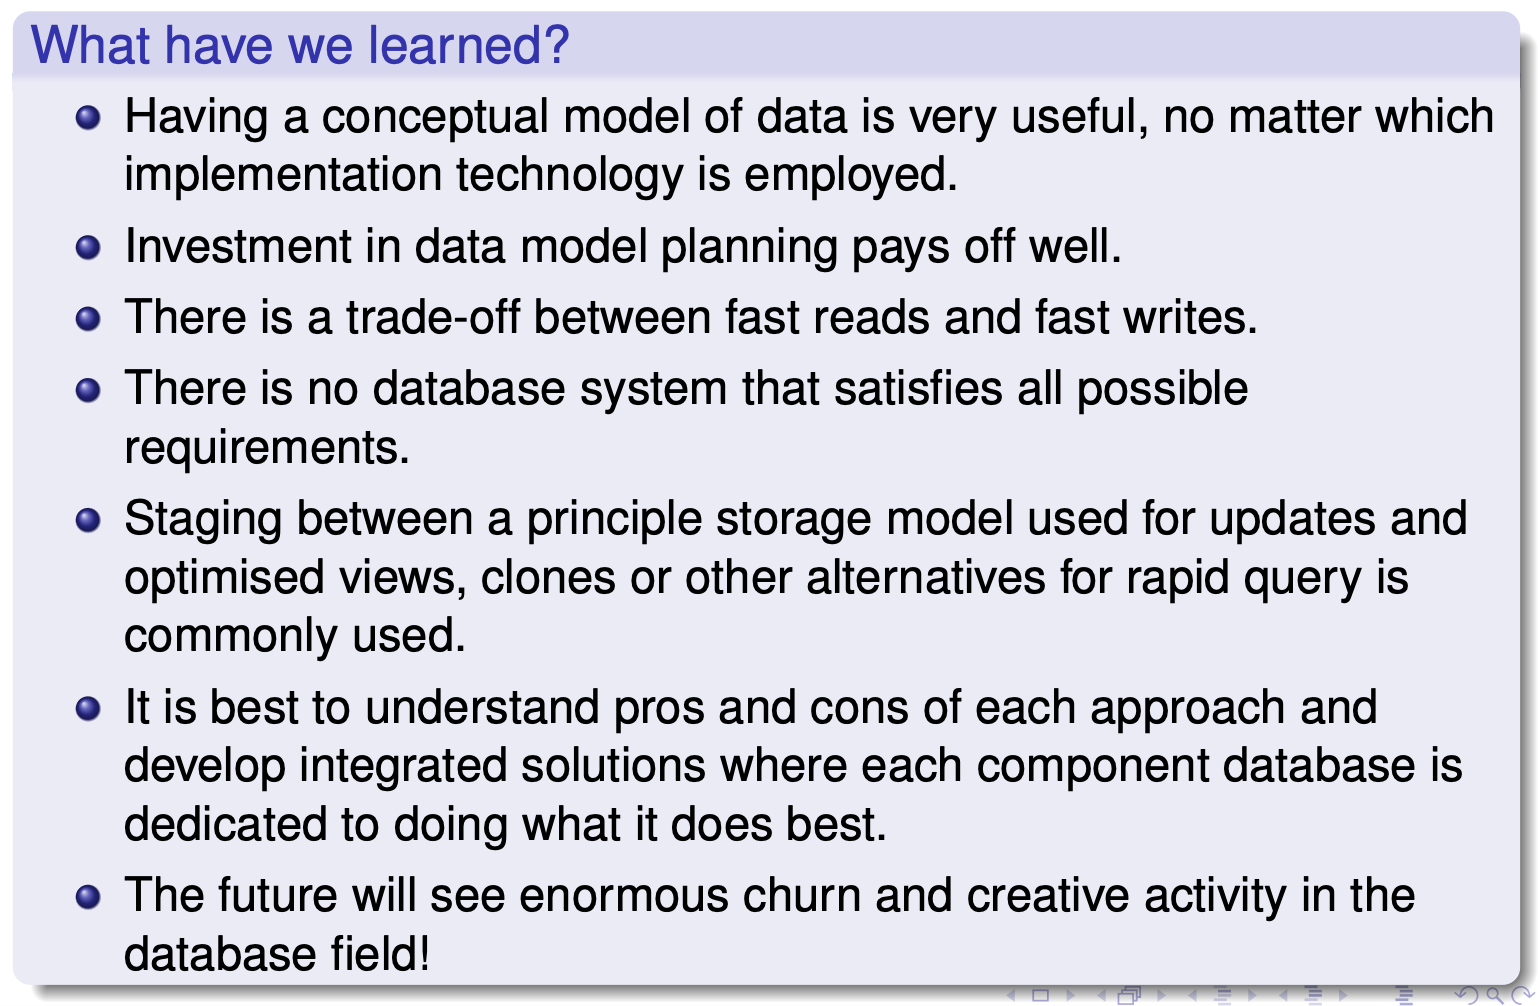 What have we learned?
Having a conceptual model of data is very useful, no matter which
implementation technology is employed.
Investment in data model planning pays off well.
There is a trade-off between fast reads and fast writes.
There is no database system that satisfies all possible
requirements.
Staging between a principle storage model used for updates and
optimised views, clones or other alternatives for rapid query is
commonly used.
It is best to understand pros and cons of each approach and
develop integrated solutions where each component database is
dedicated to doing what it does best.
The future will see enormous churn and creative activity in the
database field!